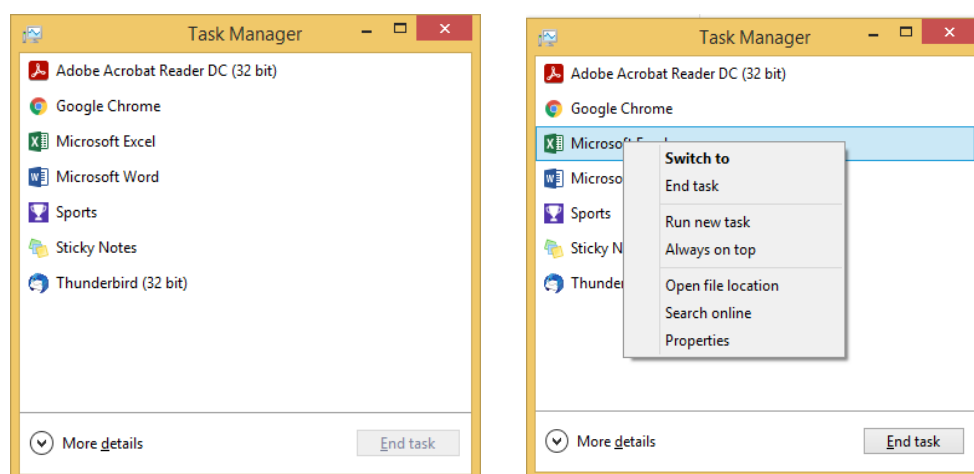 Task Manager
Adobe Acrobat Reader DC (32 bit)
Google Chrome
Microsoft Excel
Microsoft Word
Sports
Sticky Notes
Thunderbird (32 bit)
More details
End task
Task Manager
Adobe Acrobat Reader DC (32 bit)
Google Chrome
Switch to
End task
Run new task
Sports
Always on top
Open file location
Search online
Properties
More details
End task